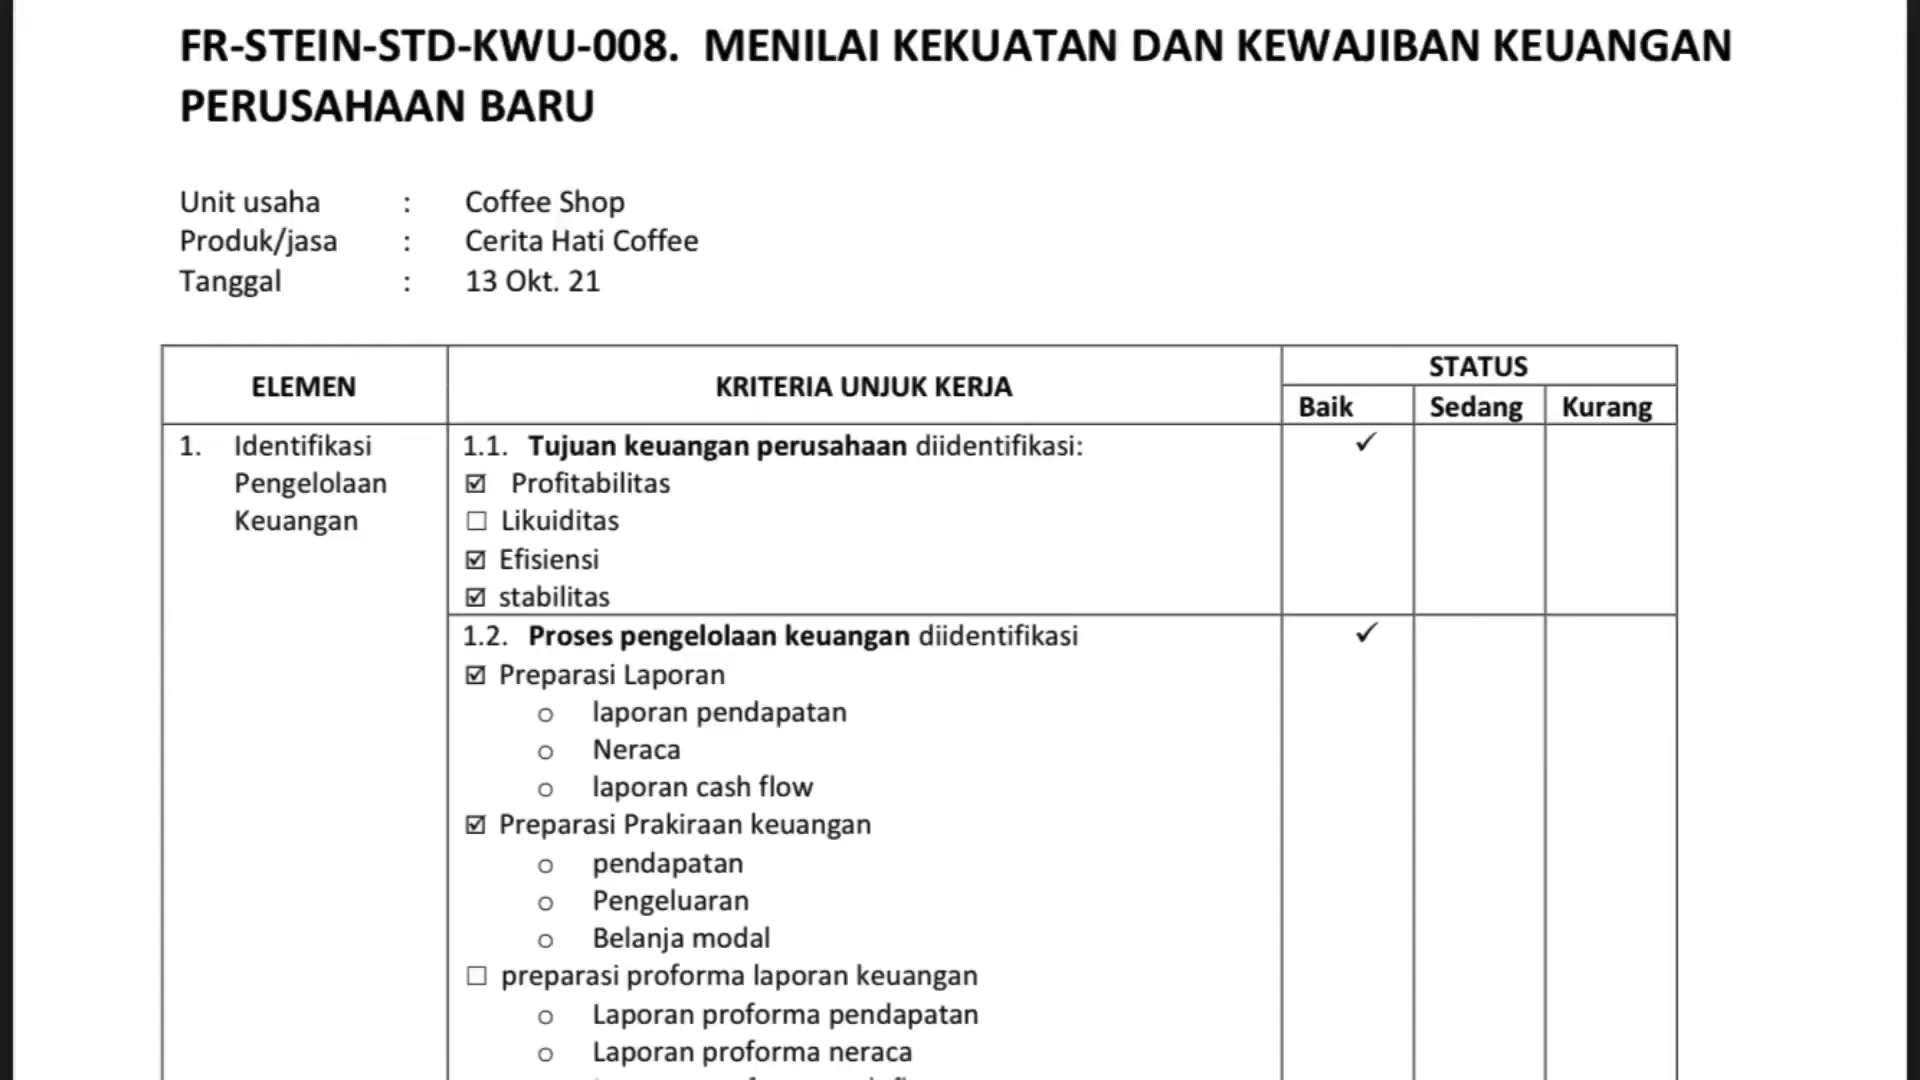 FR-STEIN-STD-KWU-008. MENILAI KEKUATAN DAN KEWAJIBAN KEUANGAN
PERUSAHAAN BARU
Unit usaha : Coffee Shop
Produk/jasa : Cerita Hati Coffee
Tanggal : 13 Okt. 21
ELEMEN KRITERIA UNJUK KERJA STATUS
Baik Sedang Kurang
1. Identifikasi
Pengelolaan
Keuangan
1.1. Tujuan keuangan perusahaan diidentifikasi: ✓
☑ Profitabilitas
☐ Likuiditas
☑ Efisiensi
☑ stabilitas
1.2. Proses pengelolaan keuangan diidentifikasi ✓
☑ Preparasi Laporan
o laporan pendapatan
o Neraca
o laporan cash flow
☑ Preparasi Prakiraan keuangan
o pendapatan
o Pengeluaran
o Belanja modal
☐ preparasi proforma laporan keuangan
o Laporan proforma pendapatan
o Laporan proforma neraca